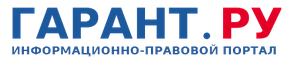 ГАРАНТ.РУ
ИНФОРМАЦИОННО-ПРАВОВОЙ ПОРТАЛ